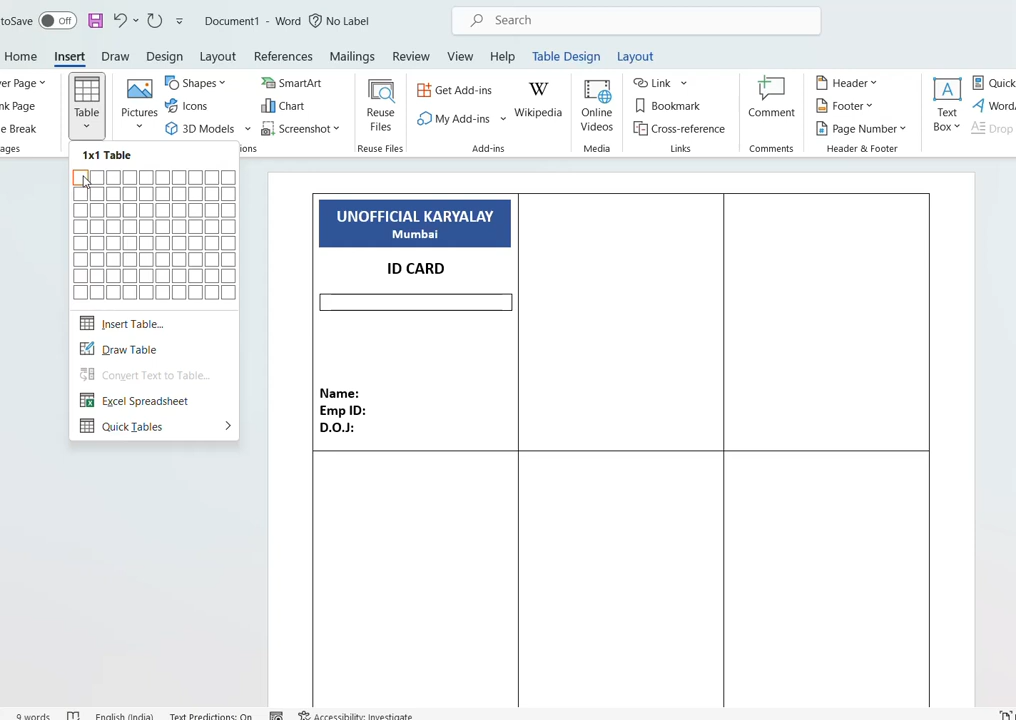 toSave Off Document1 - Word No Label Search
Home Insert Draw Design Layout References Mailings Review View Help Table Design Layout
er Page
nk Page
e Break
ages
Table
Pictures
Shapes
Icons
3D Models
SmartArt
Chart
Screenshot
ons
Reuse
Files
Reuse Files
Get Add-ins
My Add-ins
Wikipedia
Add-ins
Online
Videos
Media
Link
Bookmark
Cross-reference
Links
Comment
Comments
Header
Footer
Page Number
Header & Footer
A
Text
Box
Quick
Word
Drop
1x1 Table
Insert Table...
Draw Table
Convert Text to Table...
Excel Spreadsheet
Quick Tables
UNOFFICIAL KARYALAY
Mumbai
ID CARD
Name:
Emp ID:
D.O.J:
9 words English (India) Text Predictions: On Accessibility: Investigate